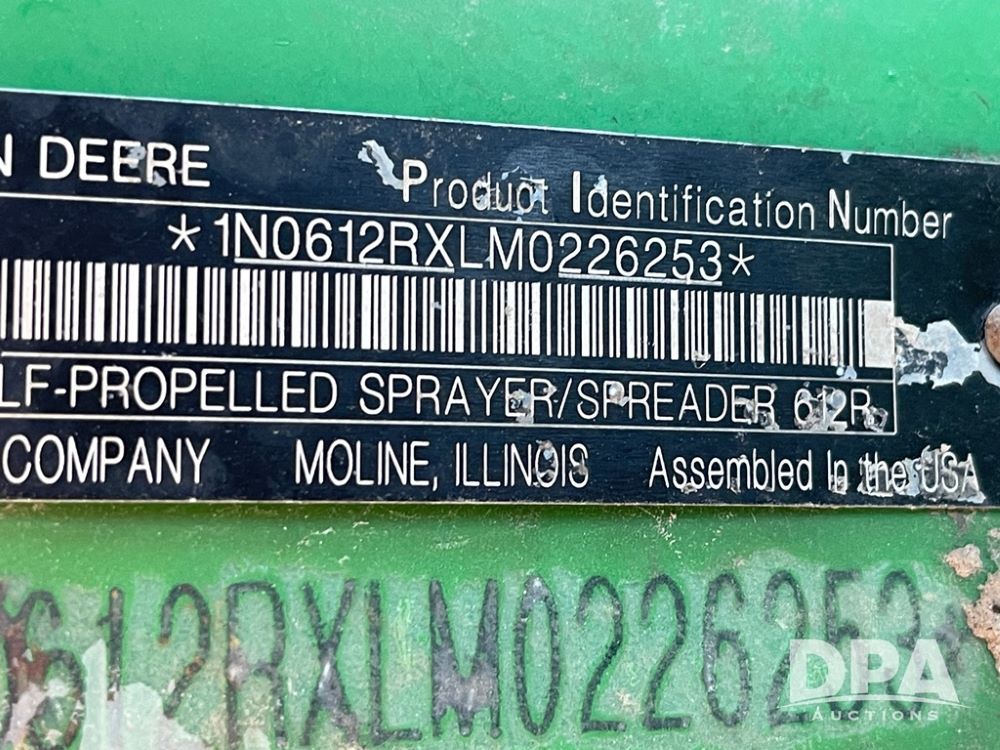 N DEERE
Product Identification Number
*1N0612RXLM0226253*
LF-PROPELLED SPRAYER/SPREADER 612R
COMPANY MOLINE, ILLINOIS Assembled In the USA
0612RXLM0226253
DPA
AUCTIONS